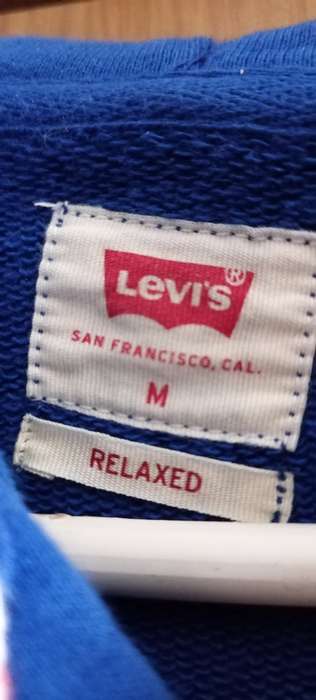 Levi's®
SAN FRANCISCO, CAL.
M
RELAXED